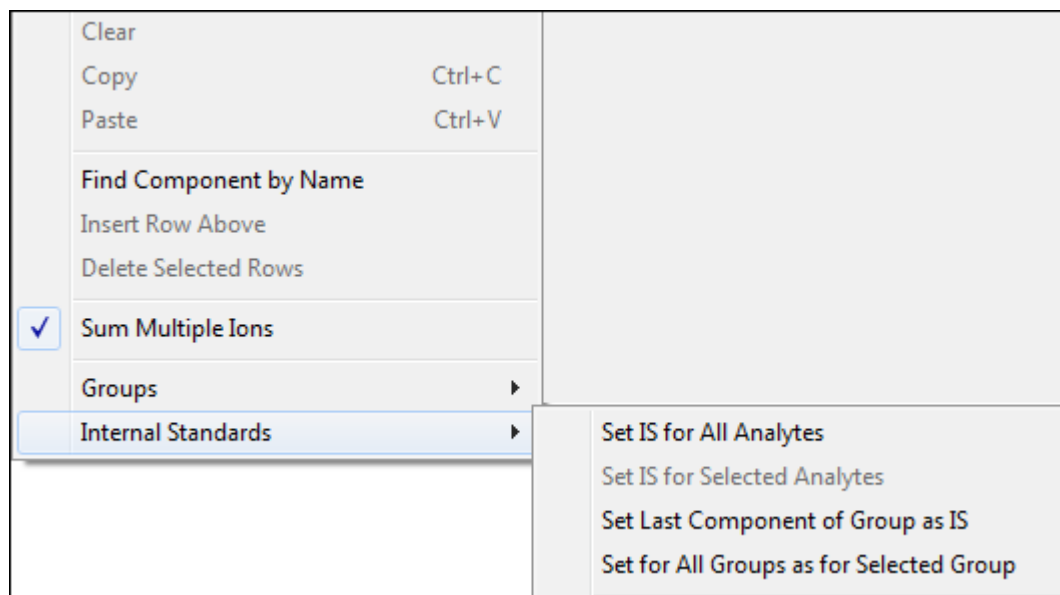 Clear
Copy Ctrl+C
Paste Ctrl+V
Find Component by Name
Insert Row Above
Delete Selected Rows
Sum Multiple Ions
Groups
Internal Standards
Set IS for All Analytes
Set IS for Selected Analytes
Set Last Component of Group as IS
Set for All Groups as for Selected Group